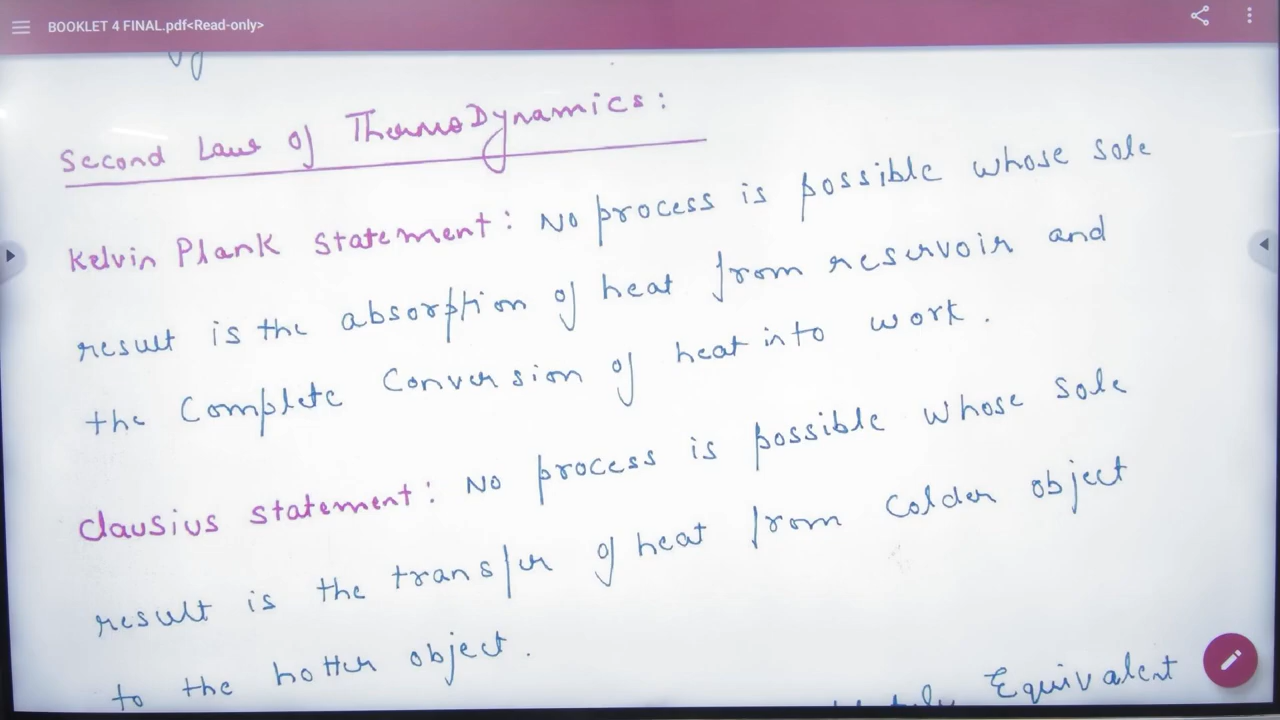 BOOKLET 4 FINAL.pdf<Read-only>
Second Law of ThermoDynamics:
Kelvin Plank Statement: No process is possible whose sole
result is the absorption of heat from reservoir and
the Complete Conversion of heat into work.
Clausius statement: No process is possible whose sole
result is the transfer of heat from Colder object
to the hotter object.
Equivalent